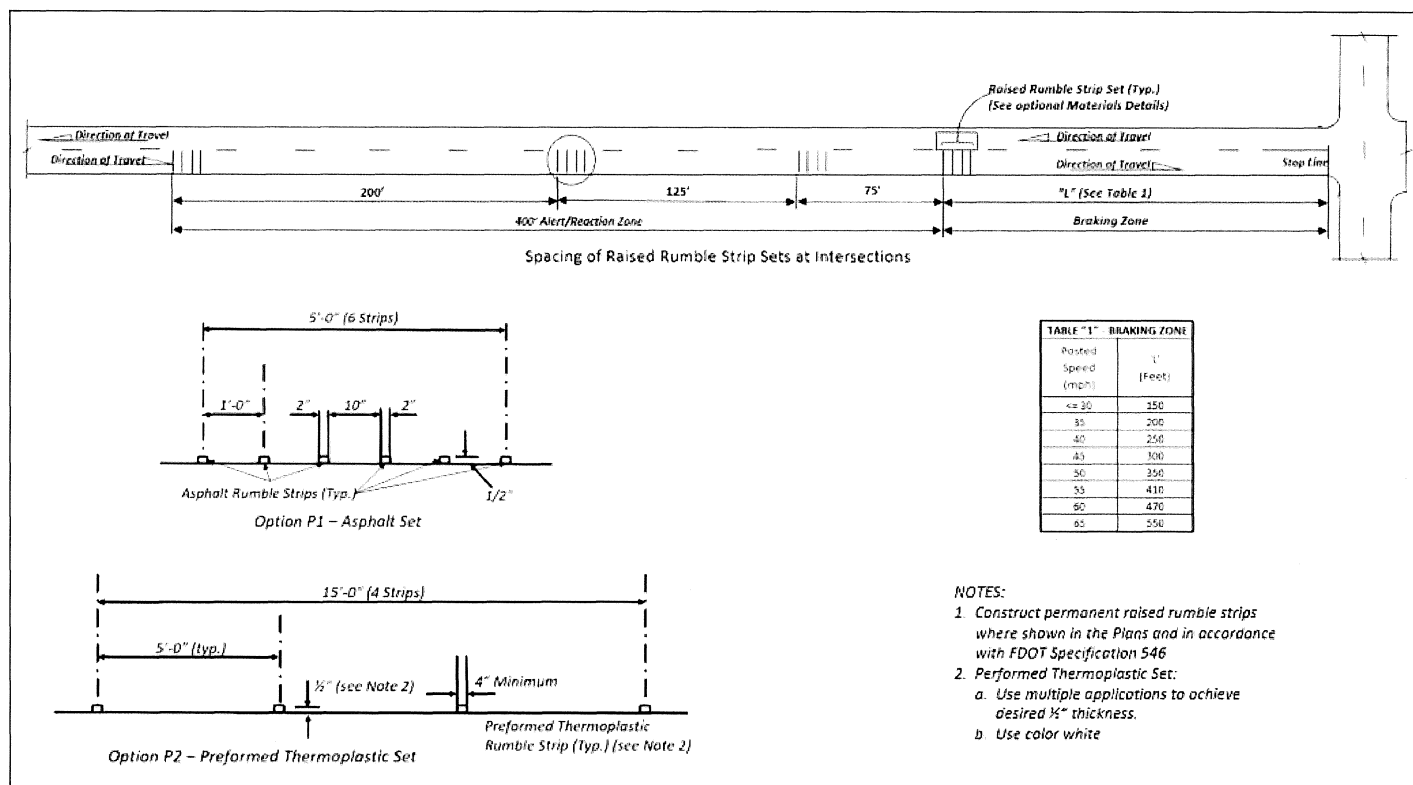 Raised Rumble Strip Set (Typ.)
(See optional Materials Details)
Direction of Travel
Direction of Travel
Direction of Travel
Direction of Travel
Stop Line
200'
125'
75'
"L" (See Table 1)
400' Alert/Reaction Zone
Braking Zone
Spacing of Raised Rumble Strip Sets at Intersections
5'-0" (6 Strips)
1'-0"
2"
10"
2"
Asphalt Rumble Strips (Typ.)
1/2"
Option P1 – Asphalt Set
TABLE "1" - BRAKING ZONE
Posted Speed (mph) 'L' (Feet)
<= 30 150
35 200
40 250
45 300
50 350
55 410
60 470
65 550
15'-0" (4 Strips)
5'-0" (typ.)
½" (see Note 2)
4" Minimum
Preformed Thermoplastic
Rumble Strip (Typ.) (see Note 2)
Option P2 – Preformed Thermoplastic Set
NOTES:
1. Construct permanent raised rumble strips
where shown in the Plans and in accordance
with FDOT Specification 546
2. Performed Thermoplastic Set:
a. Use multiple applications to achieve
desired ½" thickness.
b. Use color white